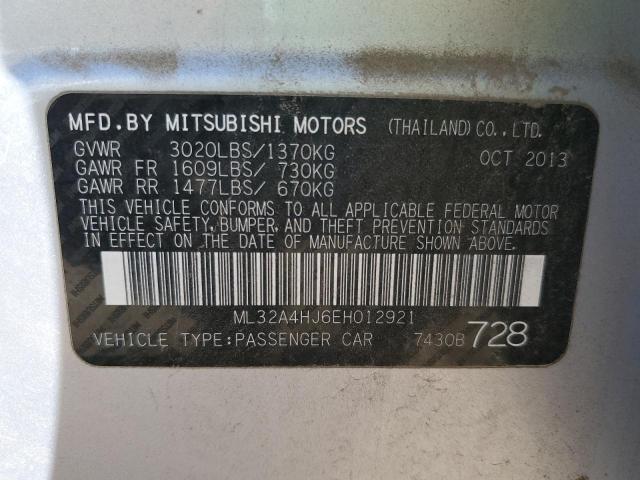 MFD.BY MITSUBISHI MOTORS (THAILAND)CO.,LTD.
GVWR 3020LBS/1370KG OCT 2013
GAWR FR 1609LBS/ 730KG
GAWR RR 1477LBS/ 670KG
THIS VEHICLE CONFORMS TO ALL APPLICABLE FEDERAL MOTOR
VEHICLE SAFETY, BUMPER, AND THEFT PREVENTION STANDARDS
IN EFFECT ON THE DATE OF MANUFACTURE SHOWN ABOVE.
ML32A4HJ6EH012921
VEHICLE TYPE:PASSENGER CAR 7430B 728